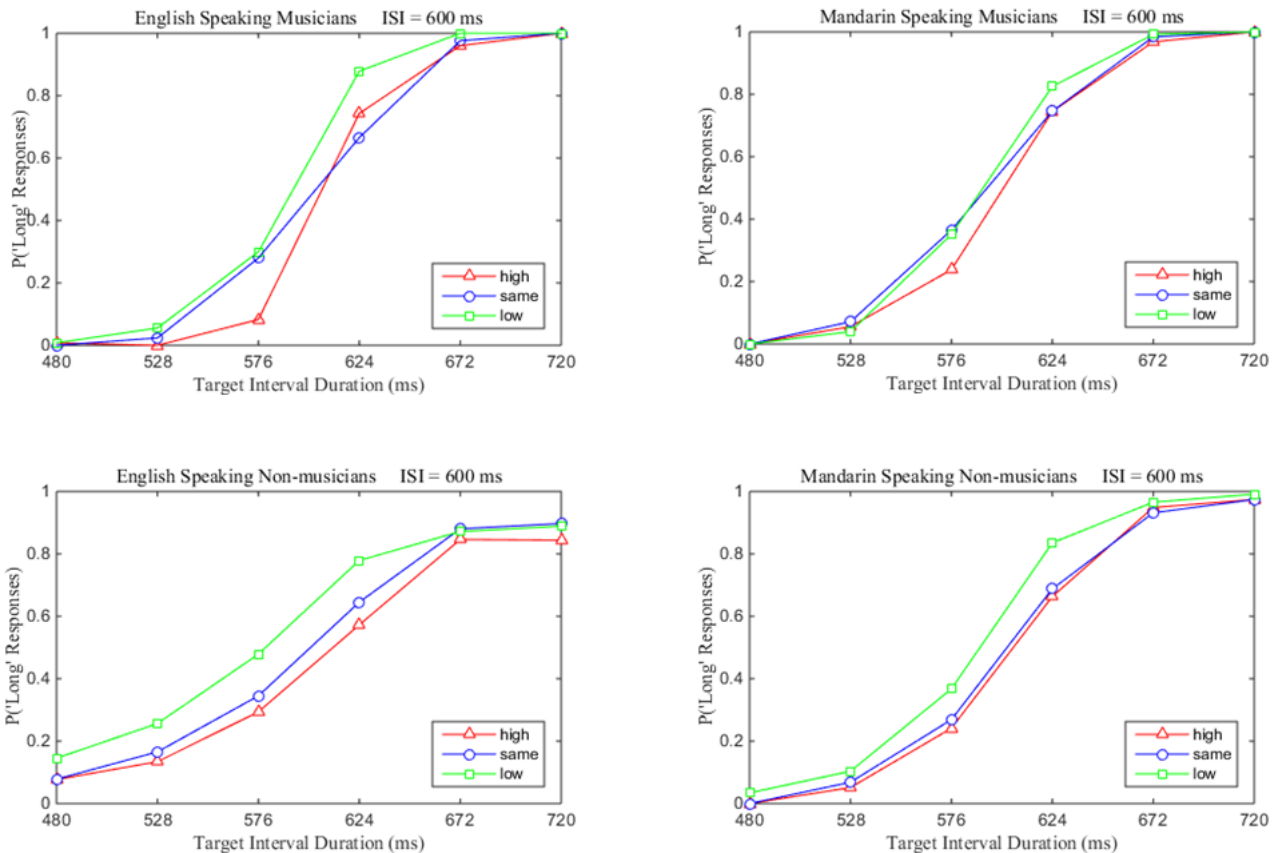 English Speaking Musicians ISI = 600 ms
1
0.8
0.6
0.4
0.2
0
P('Long' Responses)
high
same
low
480 528 576 624 672 720
Target Interval Duration (ms)
Mandarin Speaking Musicians ISI = 600 ms
1
0.8
0.6
0.4
0.2
0
P('Long' Responses)
high
same
low
480 528 576 624 672 720
Target Interval Duration (ms)
English Speaking Non-musicians ISI = 600 ms
1
0.8
0.6
0.4
0.2
0
P('Long' Responses)
high
same
low
480 528 576 624 672 720
Target Interval Duration (ms)
Mandarin Speaking Non-musicians ISI = 600 ms
1
0.8
0.6
0.4
0.2
0
P('Long' Responses)
high
same
low
480 528 576 624 672 720
Target Interval Duration (ms)